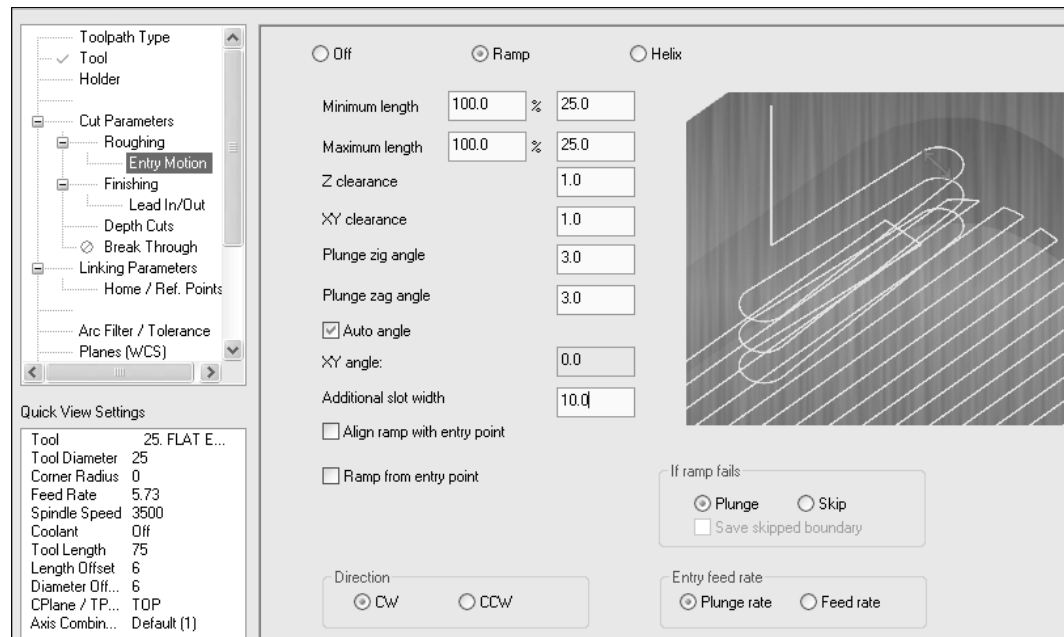 Toolpath Type
Tool
Holder
Cut Parameters
Roughing
Entry Motion
Finishing
Lead In/Out
Depth Cuts
Break Through
Linking Parameters
Home / Ref. Points
Arc Filter / Tolerance
Planes (WCS)
Quick View Settings
Tool 25. FLAT E...
Tool Diameter 25
Corner Radius 0
Feed Rate 5.73
Spindle Speed 3500
Coolant Off
Tool Length 75
Length Offset 6
Diameter Off... 6
CPlane / TP... TOP
Axis Combin... Default (1)
Off Ramp Helix
Minimum length 100.0 % 25.0
Maximum length 100.0 % 25.0
Z clearance 1.0
XY clearance 1.0
Plunge zig angle 3.0
Plunge zag angle 3.0
Auto angle
XY angle: 0.0
Additional slot width 10.0
Align ramp with entry point
Ramp from entry point
If ramp fails
Plunge Skip
Save skipped boundary
Direction
CW CCW
Entry feed rate
Plunge rate Feed rate